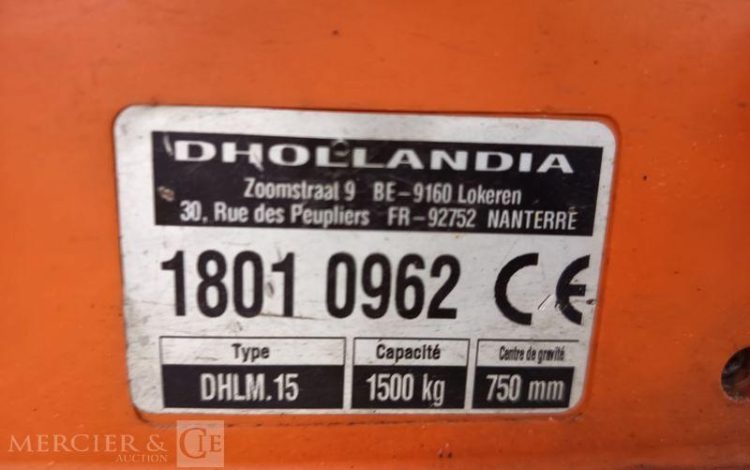 DHOLLANDIA
Zoomstraal 9 BE-9160 Lokeren
30, Rue des Peupliers FR-92752 NANTERRE
1801 0962 CE
Type Capacité Centre de gravité
DHLM.15 1500 kg 750 mm
MERCIER & CIE
AUCTION